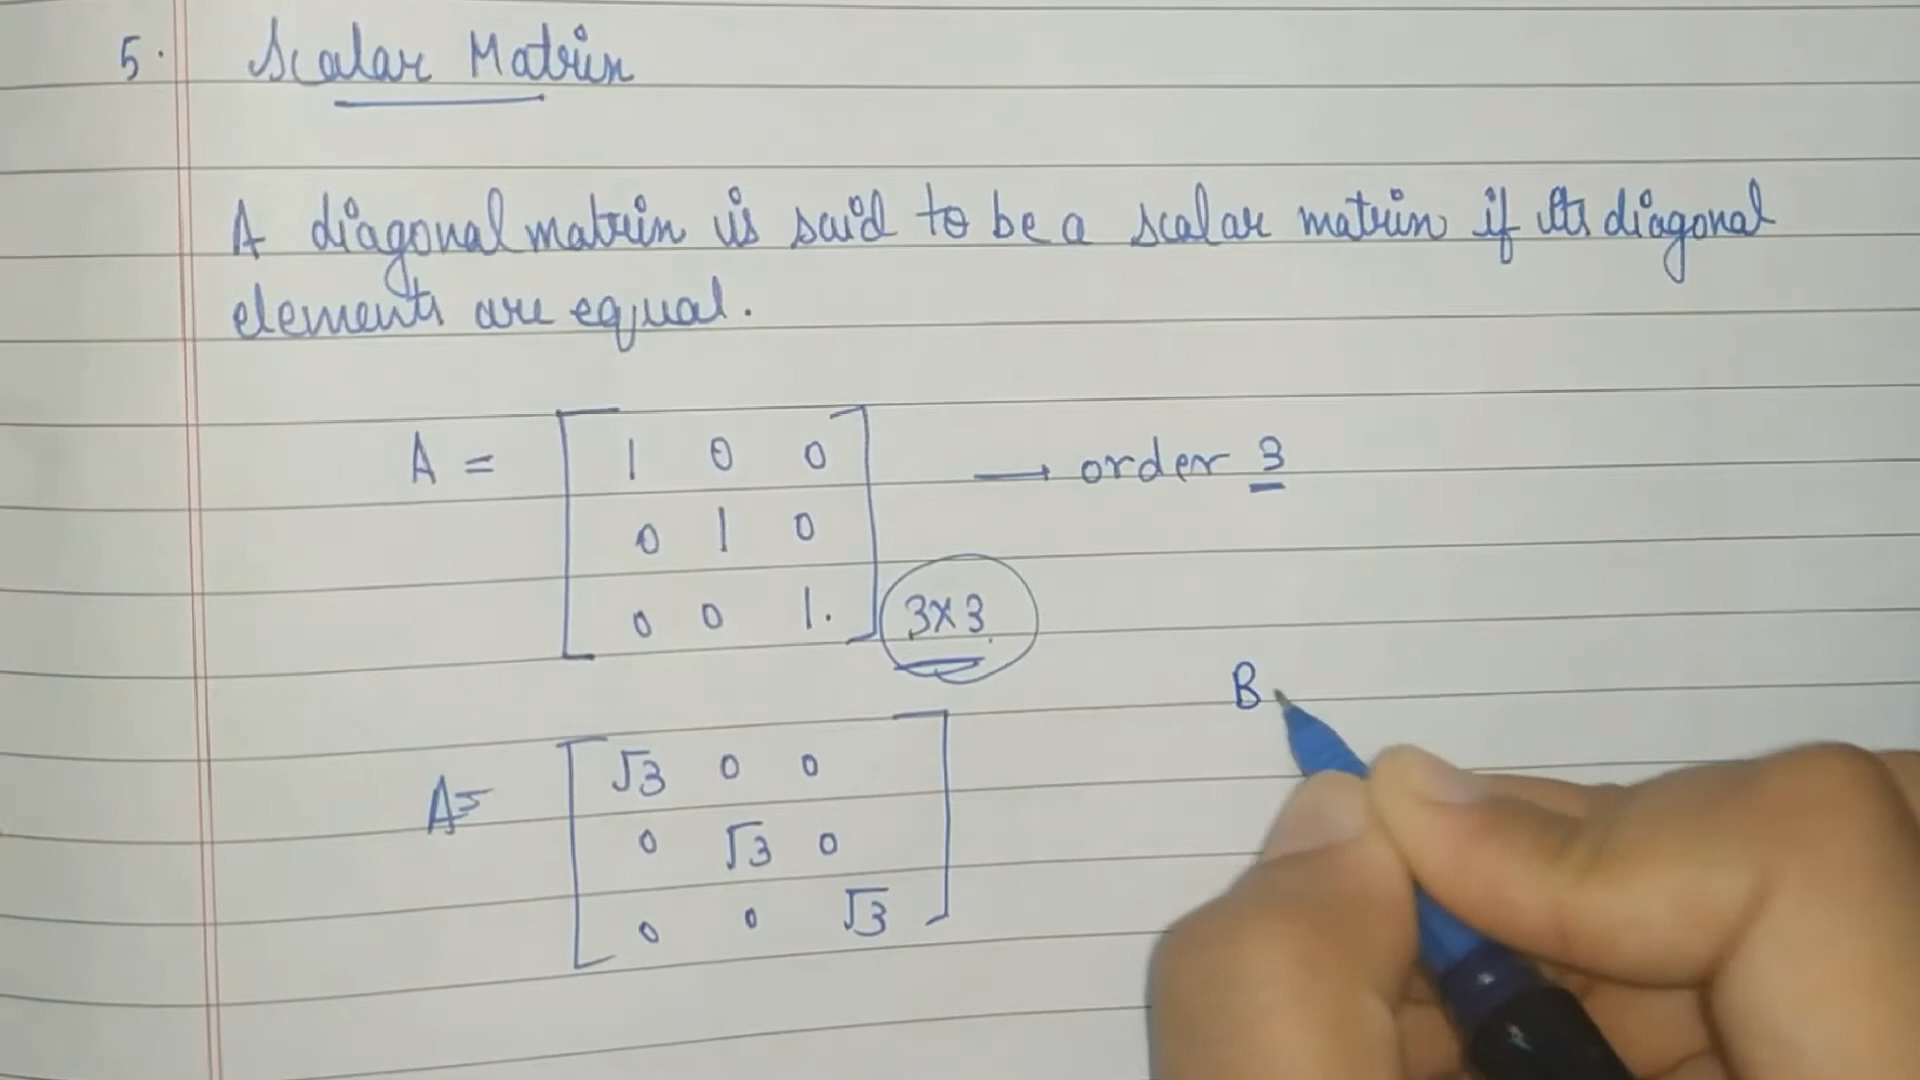 5. Scalar Matrix
A diagonal matrix is said to be a scalar matrix if its diagonal
elements are equal.
A = [ 1 0 0 → order 3
0 1 0
0 0 1. ] 3×3
B
A = [ √3 0 0
0 √3 0
0 0 √3 ]